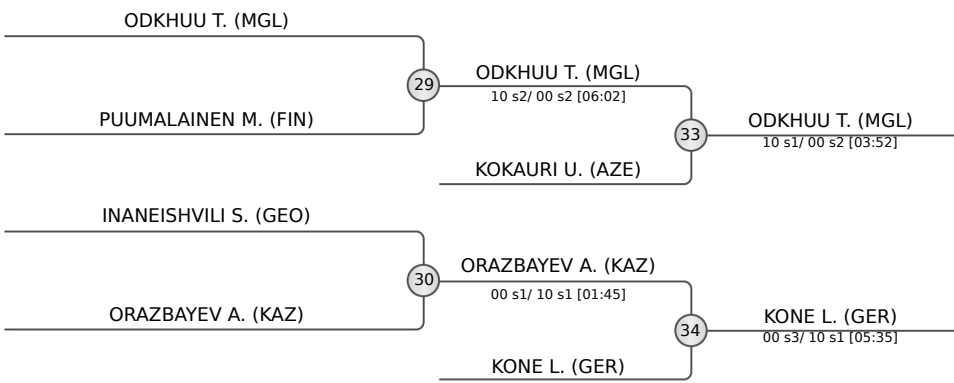 ODKHUU T. (MGL)
29
PUUMALAINEN M. (FIN)
ODKHUU T. (MGL)
10 s2/ 00 s2 [06:02]
33
KOKAURI U. (AZE)
ODKHUU T. (MGL)
10 s1/ 00 s2 [03:52]
INANEISHVILI S. (GEO)
30
ORAZBAYEV A. (KAZ)
ORAZBAYEV A. (KAZ)
00 s1/ 10 s1 [01:45]
34
KONE L. (GER)
KONE L. (GER)
00 s3/ 10 s1 [05:35]